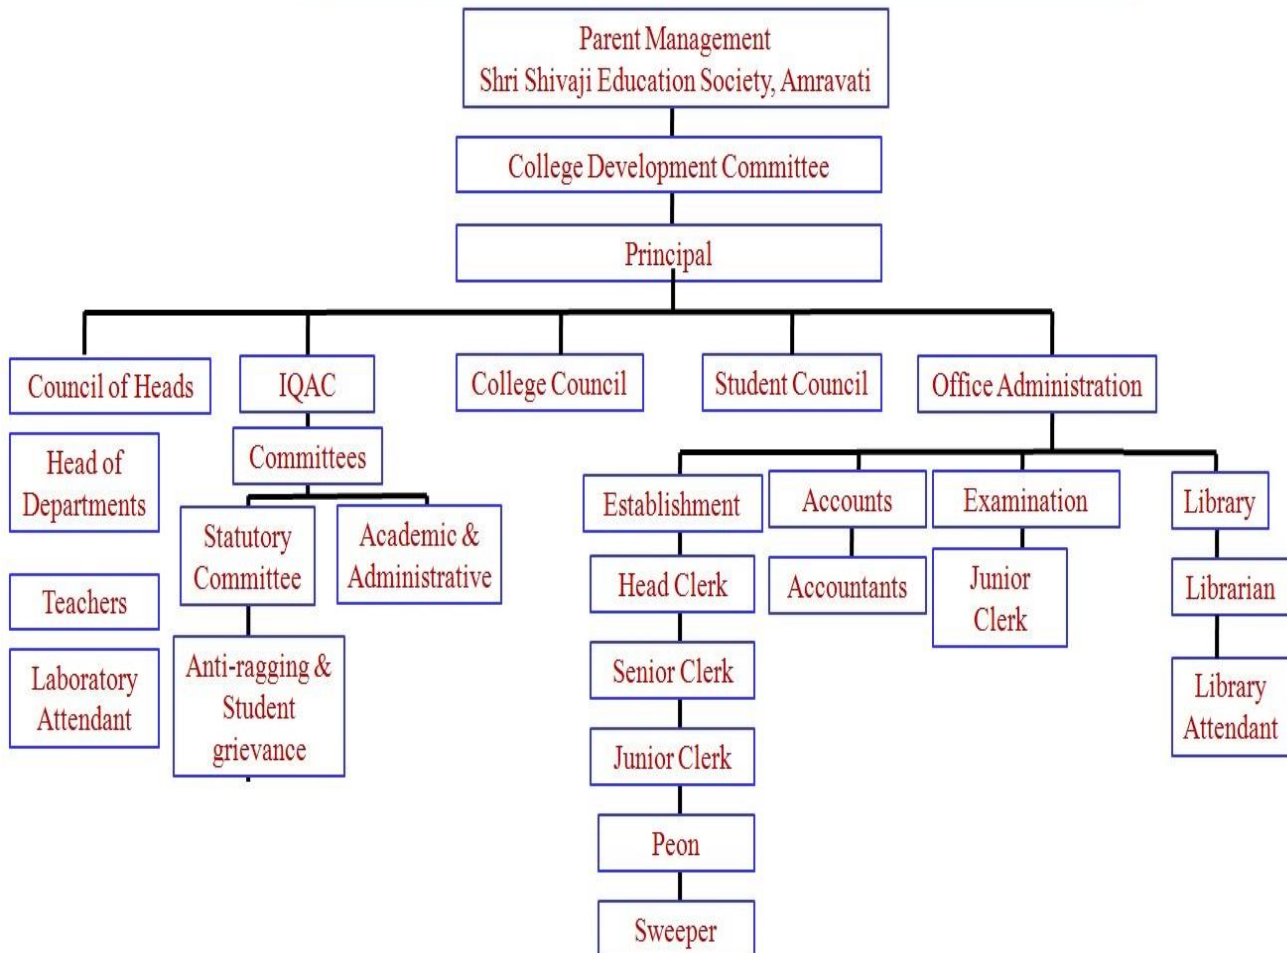 Parent Management
Shri Shivaji Education Society, Amravati
College Development Committee
Principal
Council of Heads
IQAC
College Council
Student Council
Office Administration
Head of
Departments
Committees
Teachers
Laboratory
Attendant
Statutory
Committee
Academic &
Administrative
Anti-ragging &
Student
grievance
Establishment
Accounts
Examination
Library
Head Clerk
Accountants
Junior
Clerk
Librarian
Senior Clerk
Library
Attendant
Junior Clerk
Peon
Sweeper